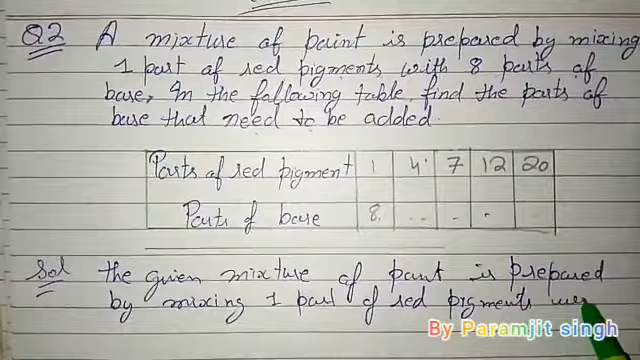 Q2 A mixture of paint is prepared by mixing
1 part of red pigments with 8 parts of
base, In the following table, find the parts of
base that need to be added.
Parts of red pigment 1 4 7 12 20
Parts of base 8 .. - .
Sol the given mixture of paint is prepared
by mixing 1 part of red pigments
By Paramjit singh